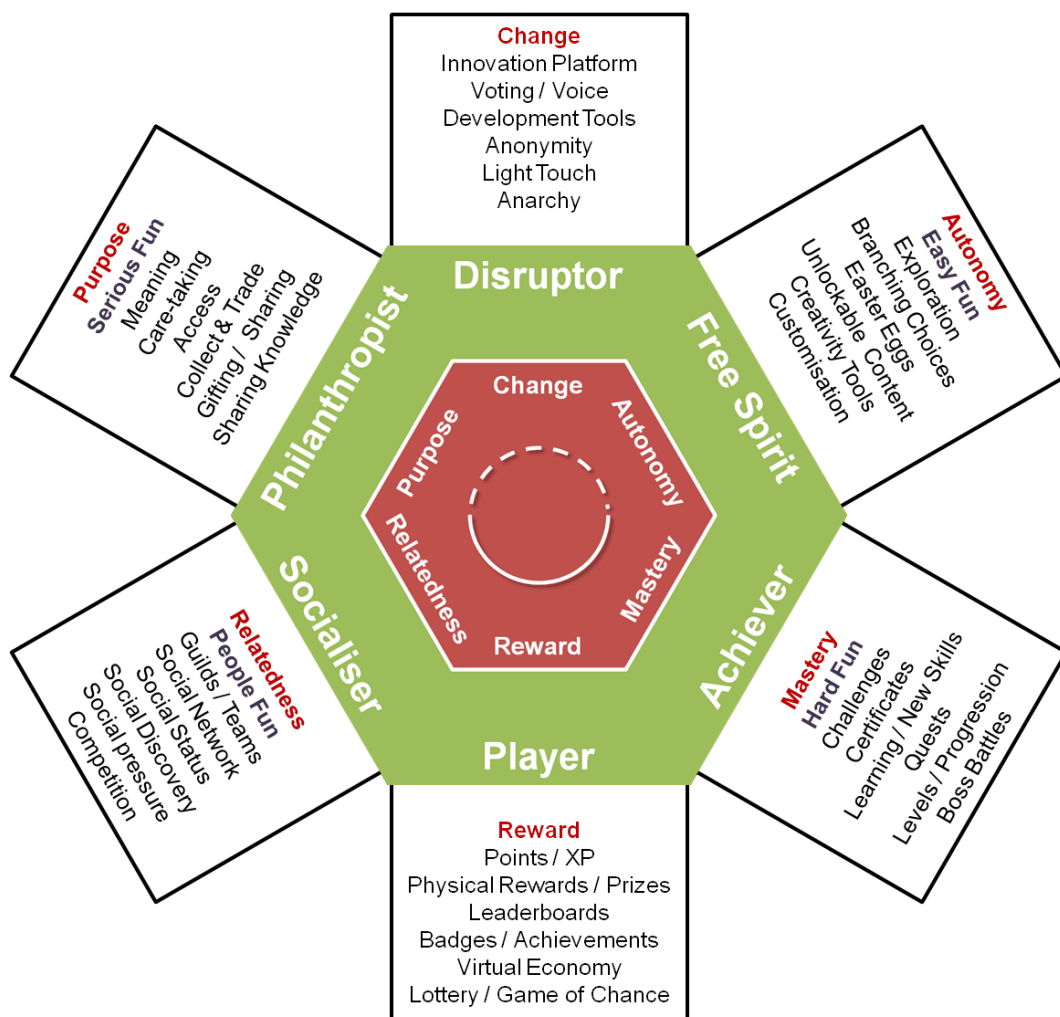 Change
Innovation Platform
Voting / Voice
Development Tools
Anonymity
Light Touch
Anarchy
Purpose
Serious Fun
Meaning
Care-taking
Access
Collect & Trade
Gifting / Sharing
Sharing Knowledge
Autonomy
Easy Fun
Exploration
Branching Choices
Easter Eggs
Unlockable Content
Creativity Tools
Customisation
Disruptor
Philanthropist
Free Spirit
Socialiser
Achiever
Player
Change
Purpose
Autonomy
Relatedness
Mastery
Reward
Relatedness
People Fun
Guilds / Teams
Social Network
Social Status
Social Discovery
Social pressure
Competition
Mastery
Hard Fun
Challenges
Certificates
Learning / New Skills
Quests
Levels / Progression
Boss Battles
Reward
Points / XP
Physical Rewards / Prizes
Leaderboards
Badges / Achievements
Virtual Economy
Lottery / Game of Chance